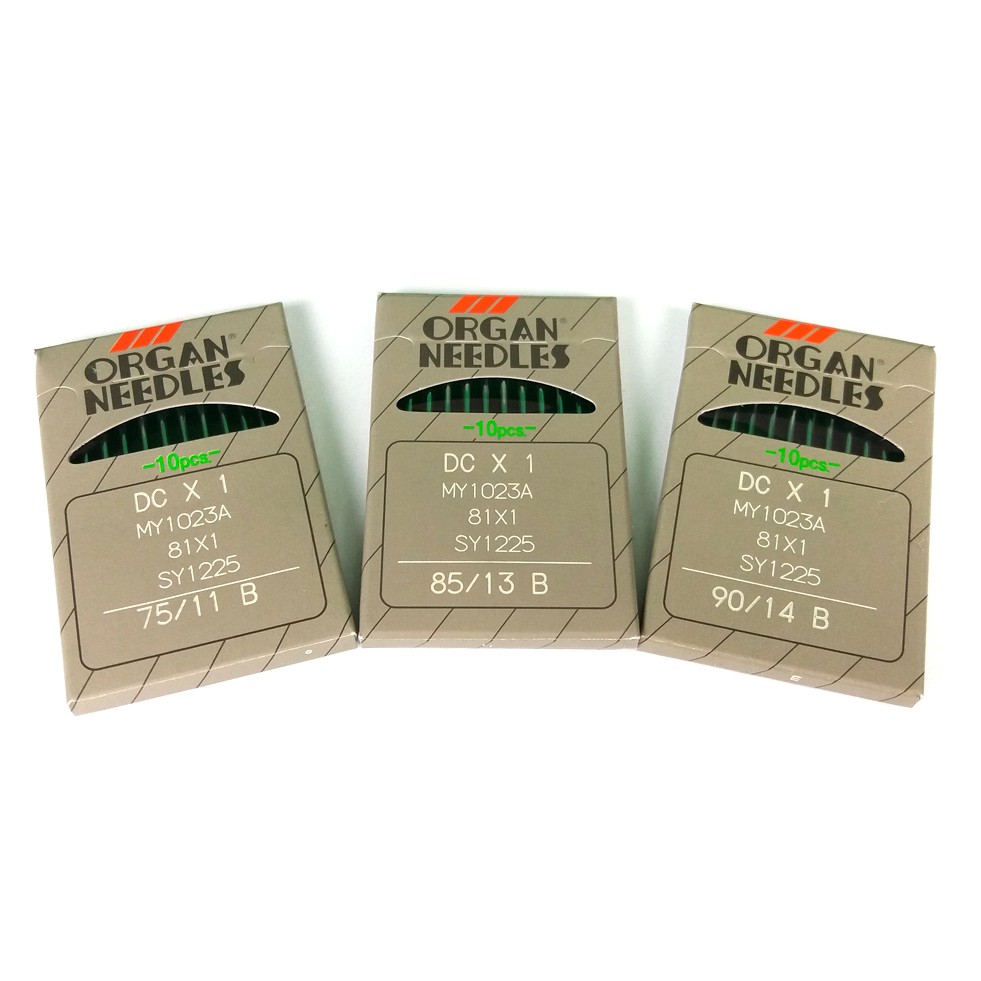 ORGAN®
NEEDLES
-10pcs.-
DC X 1
MY1023A
81X1
SY1225
75/11 B
ORGAN®
NEEDLES
-10pcs.-
DC X 1
MY1023A
81X1
SY1225
85/13 B
ORGAN®
NEEDLES
-10pcs.-
DC X 1
MY1023A
81X1
SY1225
90/14 B
E